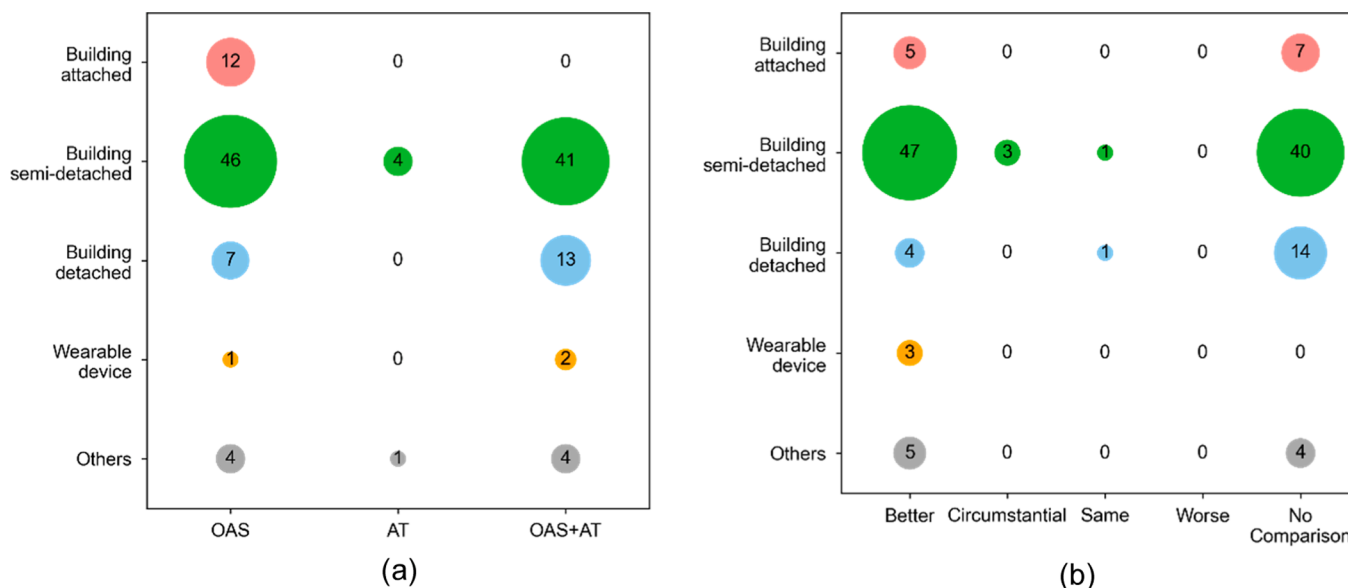 Building
attached
12
0
0
Building
semi-detached
46
4
41
Building
detached
7
0
13
Wearable
device
1
0
2
Others
4
1
4
OAS
AT
OAS+AT
(a)
Building
attached
5
0
0
0
7
Building
semi-detached
47
3
1
0
40
Building
detached
4
0
1
0
14
Wearable
device
3
0
0
0
0
Others
5
0
0
0
4
Better
Circumstantial
Same
Worse
No
Comparison
(b)